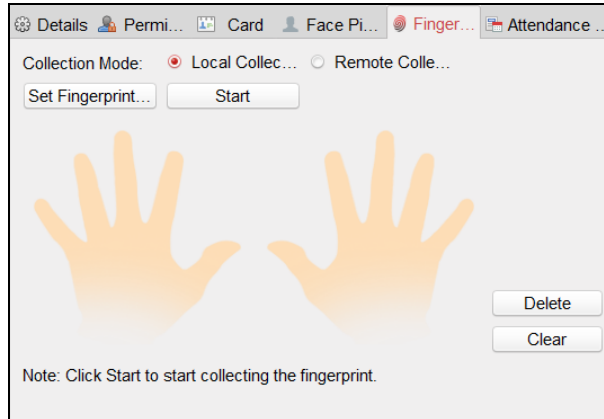 Details Permi... Card Face Pi... Finger... Attendance ..
Collection Mode: Local Collec... Remote Colle...
Set Fingerprint... Start
Delete
Clear
Note: Click Start to start collecting the fingerprint.